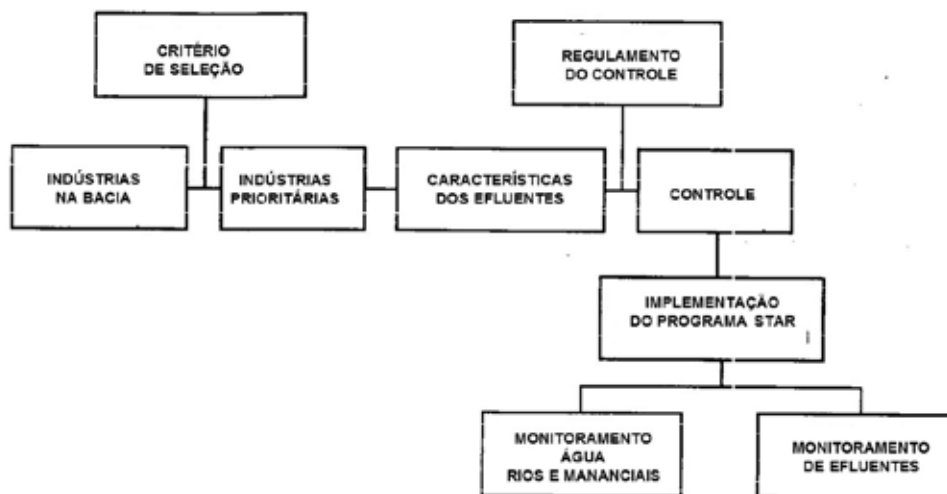 CRITÉRIO
DE SELEÇÃO
REGULAMENTO
DO CONTROLE
INDÚSTRIAS
NA BACIA
INDÚSTRIAS
PRIORITÁRIAS
CARACTERÍSTICAS
DOS EFLUENTES
CONTROLE
IMPLEMENTAÇÃO
DO PROGRAMA STAR
MONITORAMENTO
ÁGUA
RIOS E MANANCIAIS
MONITORAMENTO
DE EFLUENTES